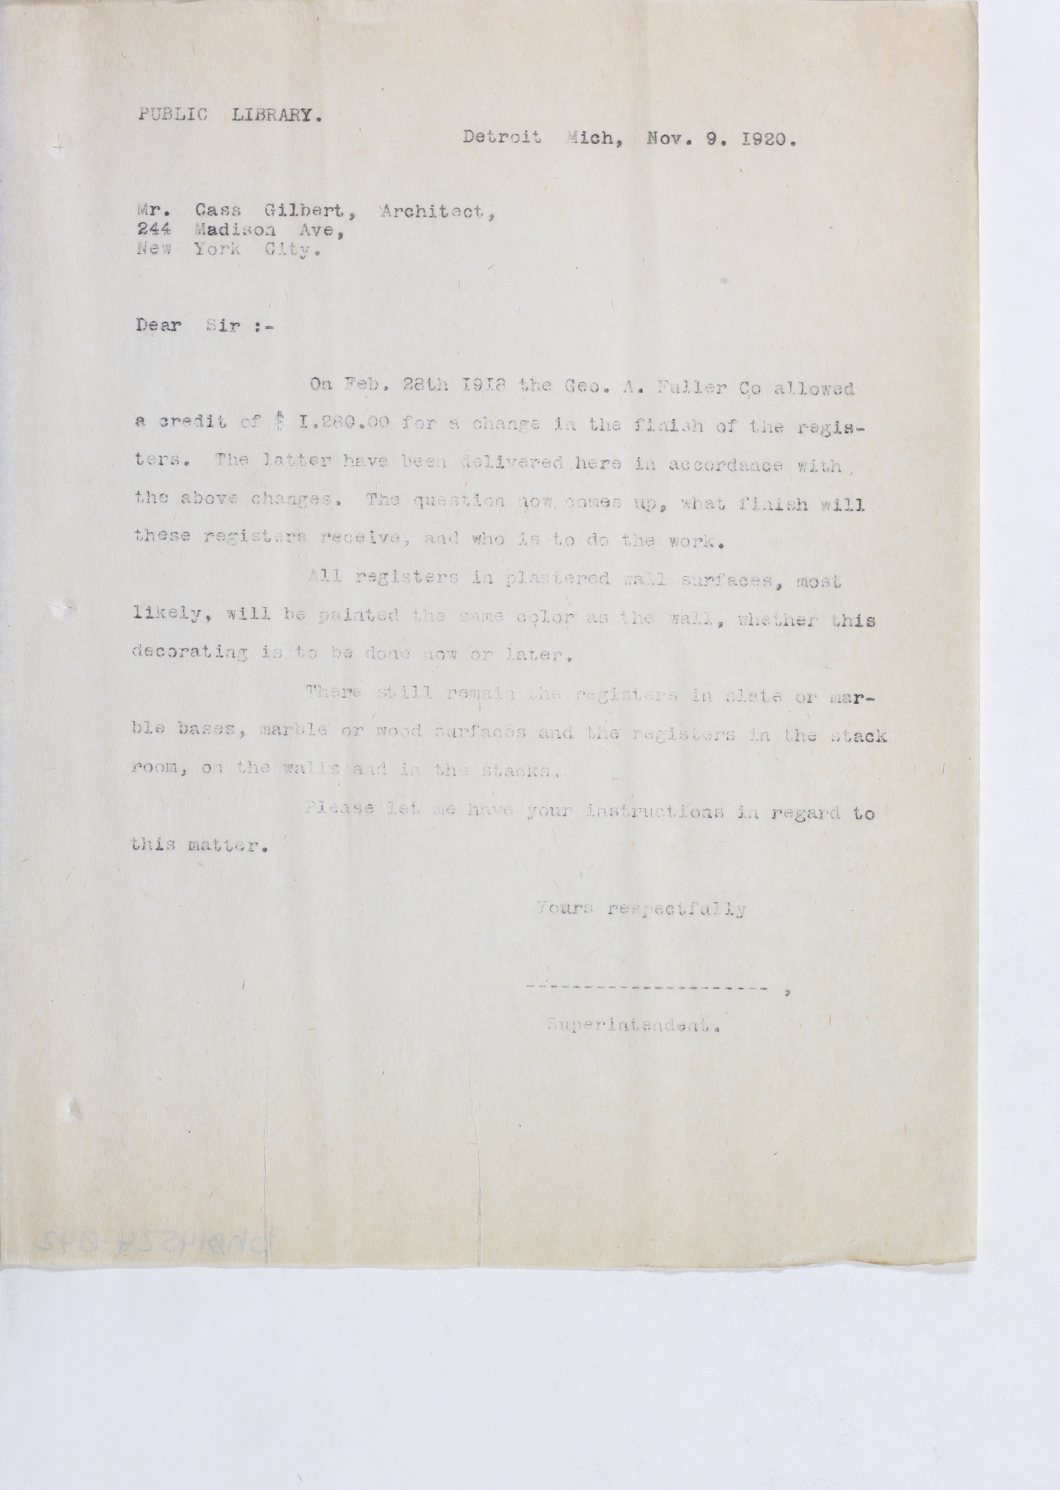 PUBLIC LIBRARY.
Detroit Mich, Nov. 9. I920.
Mr. Cass Gilbert, Architect,
244 Madison Ave,
New York City.
Dear Sir :-
On Feb. 28th I9I8 the Geo. A. Fuller Co allowed
a credit of $ I.280.00 for a change in the finish of the regis-
ters. The latter have been delivered here in accordance with
the above changes. The question now comes up, what finish will
these registers receive, and who is to do the work.
All registers in plastered wall surfaces, most
likely, will be painted the same color as the wall, whether this
decorating is to be done now or later.
There still remain the registers in slate or mar-
ble bases, marble or wood surfaces and the registers in the stack
room, on the walls and in the stacks.
Please let me have your instructions in regard to
this matter.
Yours respectfully
--------------------- ,
Superintendent.